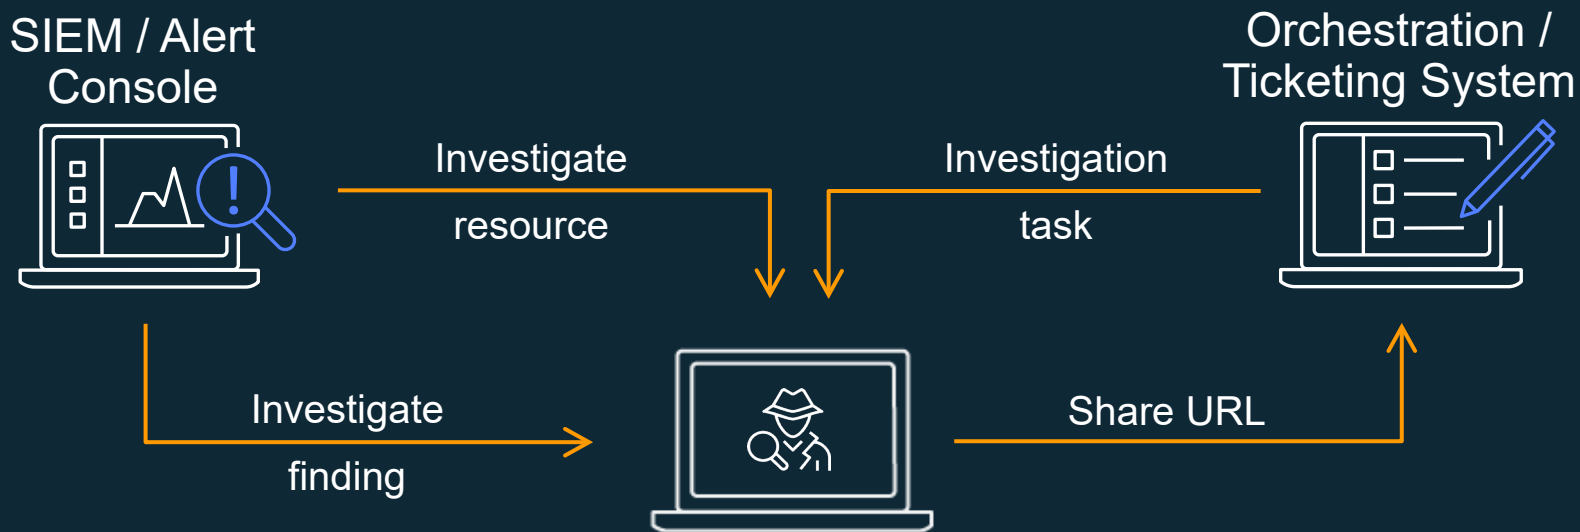 SIEM / Alert
Console
Orchestration /
Ticketing System
Investigate
resource
Investigation
task
Investigate
finding
Share URL